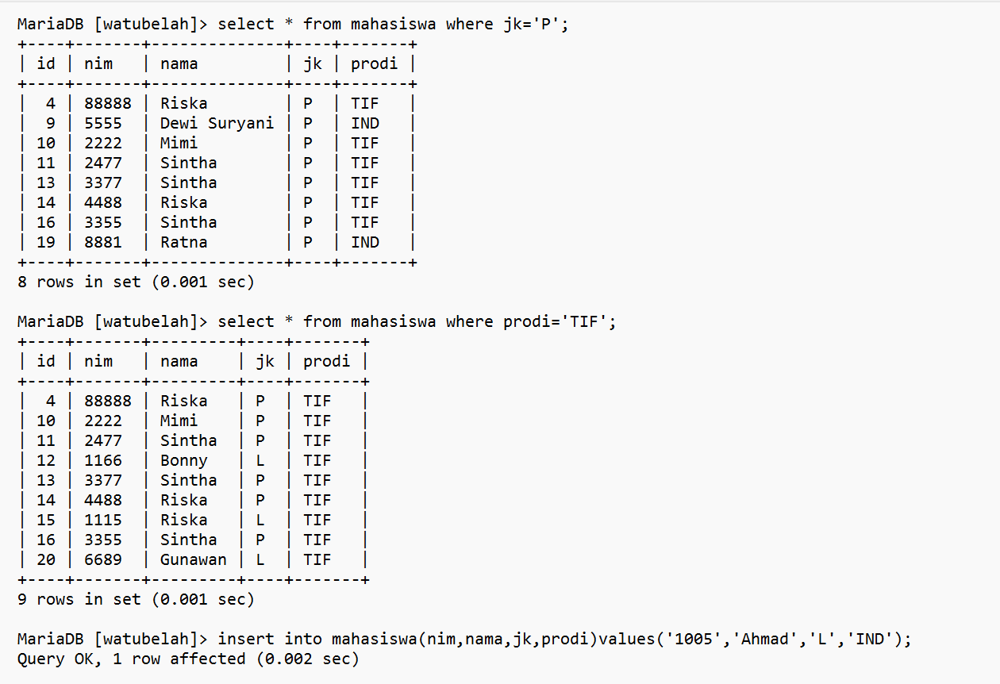 MariaDB [watubelah]> select * from mahasiswa where jk='P';
+----+-------+--------------+----+-------+
| id | nim   | nama         | jk | prodi |
+----+-------+--------------+----+-------+
|  4 | 88888 | Riska        | P  | TIF   |
|  9 | 5555  | Dewi Suryani | P  | IND   |
| 10 | 2222  | Mimi         | P  | TIF   |
| 11 | 2477  | Sintha       | P  | TIF   |
| 13 | 3377  | Sintha       | P  | TIF   |
| 14 | 4488  | Riska        | P  | TIF   |
| 16 | 3355  | Sintha       | P  | TIF   |
| 19 | 8881  | Ratna        | P  | IND   |
+----+-------+--------------+----+-------+
8 rows in set (0.001 sec)

MariaDB [watubelah]> select * from mahasiswa where prodi='TIF';
+----+-------+---------+----+-------+
| id | nim   | nama    | jk | prodi |
+----+-------+---------+----+-------+
|  4 | 88888 | Riska   | P  | TIF   |
| 10 | 2222  | Mimi    | P  | TIF   |
| 11 | 2477  | Sintha  | P  | TIF   |
| 12 | 1166  | Bonny   | L  | TIF   |
| 13 | 3377  | Sintha  | P  | TIF   |
| 14 | 4488  | Riska   | P  | TIF   |
| 15 | 1115  | Riska   | L  | TIF   |
| 16 | 3355  | Sintha  | P  | TIF   |
| 20 | 6689  | Gunawan | L  | TIF   |
+----+-------+---------+----+-------+
9 rows in set (0.001 sec)

MariaDB [watubelah]> insert into mahasiswa(nim,nama,jk,prodi)values('1005','Ahmad','L','IND');
Query OK, 1 row affected (0.002 sec)